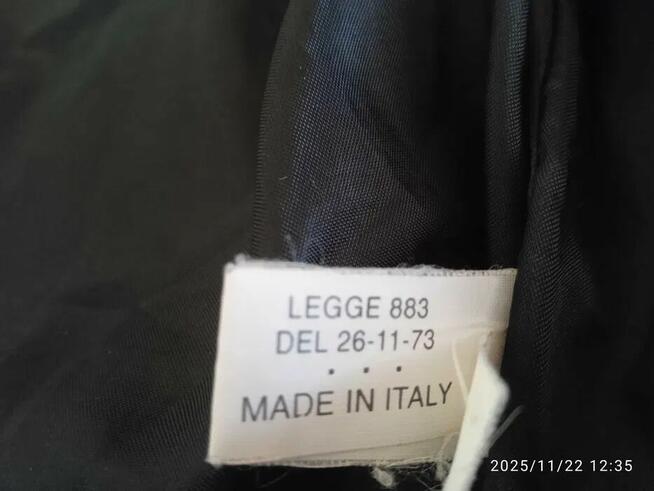 LEGGE 883
DEL 26-11-73
• • •
MADE IN ITALY
2025/11/22 12:35